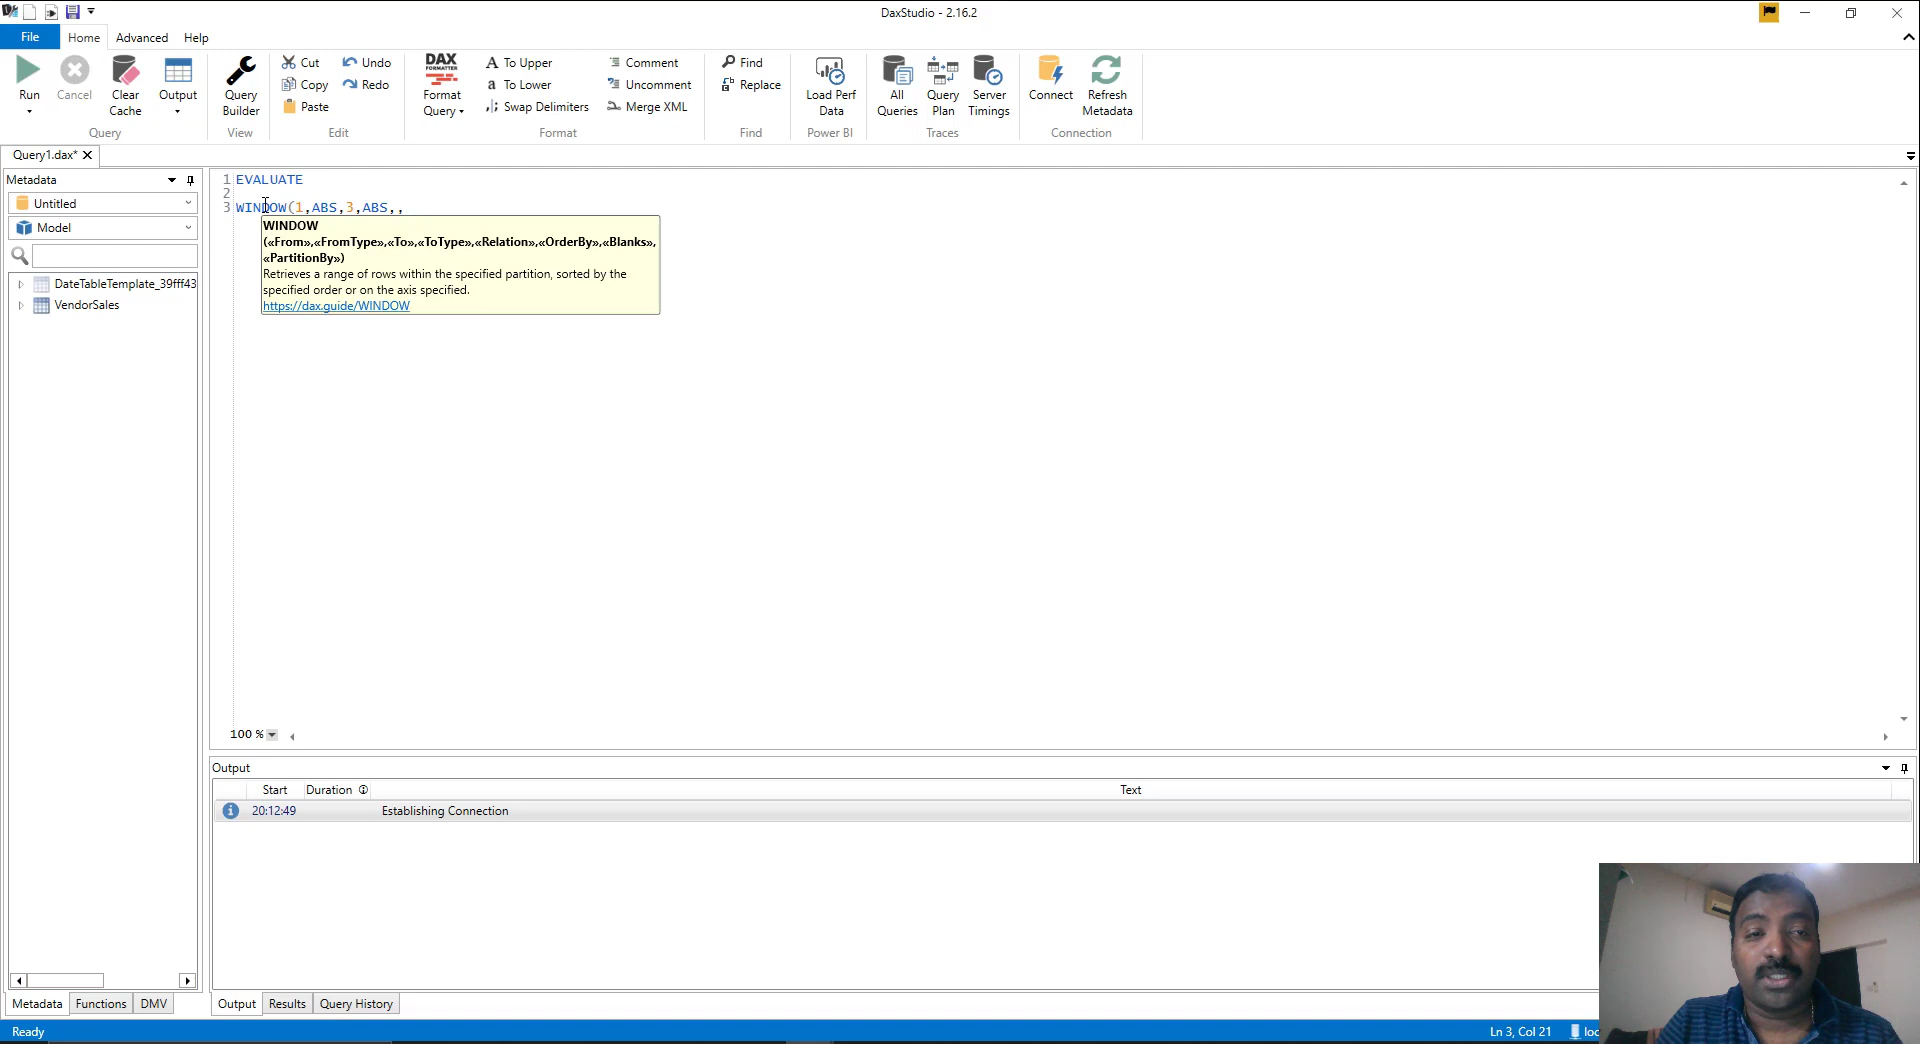 DaxStudio - 2.16.2
File Home Advanced Help
Run Cancel Clear Cache Output
Query
Query Builder
View
Cut Undo
Copy Redo
Paste
Edit
DAX FORMATTER
Format Query
To Upper
To Lower
Swap Delimiters
Comment
Uncomment
Merge XML
Format
Find
Replace
Find
Load Perf Data
Power BI
All Queries Query Plan Server Timings
Traces
Connect Refresh Metadata
Connection
Query1.dax*
Metadata
Untitled
Model
DateTableTemplate_39fff43
VendorSales
1 EVALUATE
2
3 WINDOW(1,ABS,3,ABS,,
WINDOW
(«From»,«FromType»,«To»,«ToType»,«Relation»,«OrderBy»,«Blanks»,
«PartitionBy»)
Retrieves a range of rows within the specified partition, sorted by the
specified order or on the axis specified.
https://dax.guide/WINDOW
100 %
Output
Start Duration Text
20:12:49 Establishing Connection
Metadata Functions DMV
Output Results Query History
Ready
Ln 3, Col 21 loc